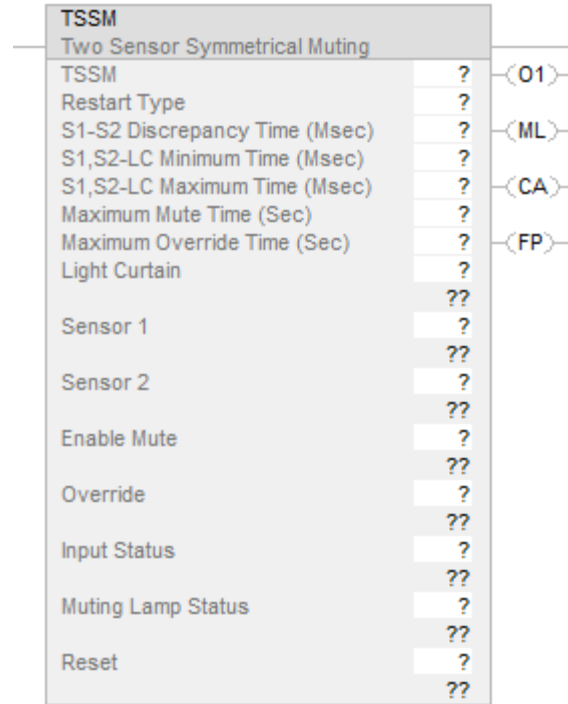 TSSM
Two Sensor Symmetrical Muting
TSSM ? (O1)
Restart Type ?
S1-S2 Discrepancy Time (Msec) ? (ML)
S1,S2-LC Minimum Time (Msec) ?
S1,S2-LC Maximum Time (Msec) ? (CA)
Maximum Mute Time (Sec) ?
Maximum Override Time (Sec) ? (FP)
Light Curtain ?
??
Sensor 1 ?
??
Sensor 2 ?
??
Enable Mute ?
??
Override ?
??
Input Status ?
??
Muting Lamp Status ?
??
Reset ?
??